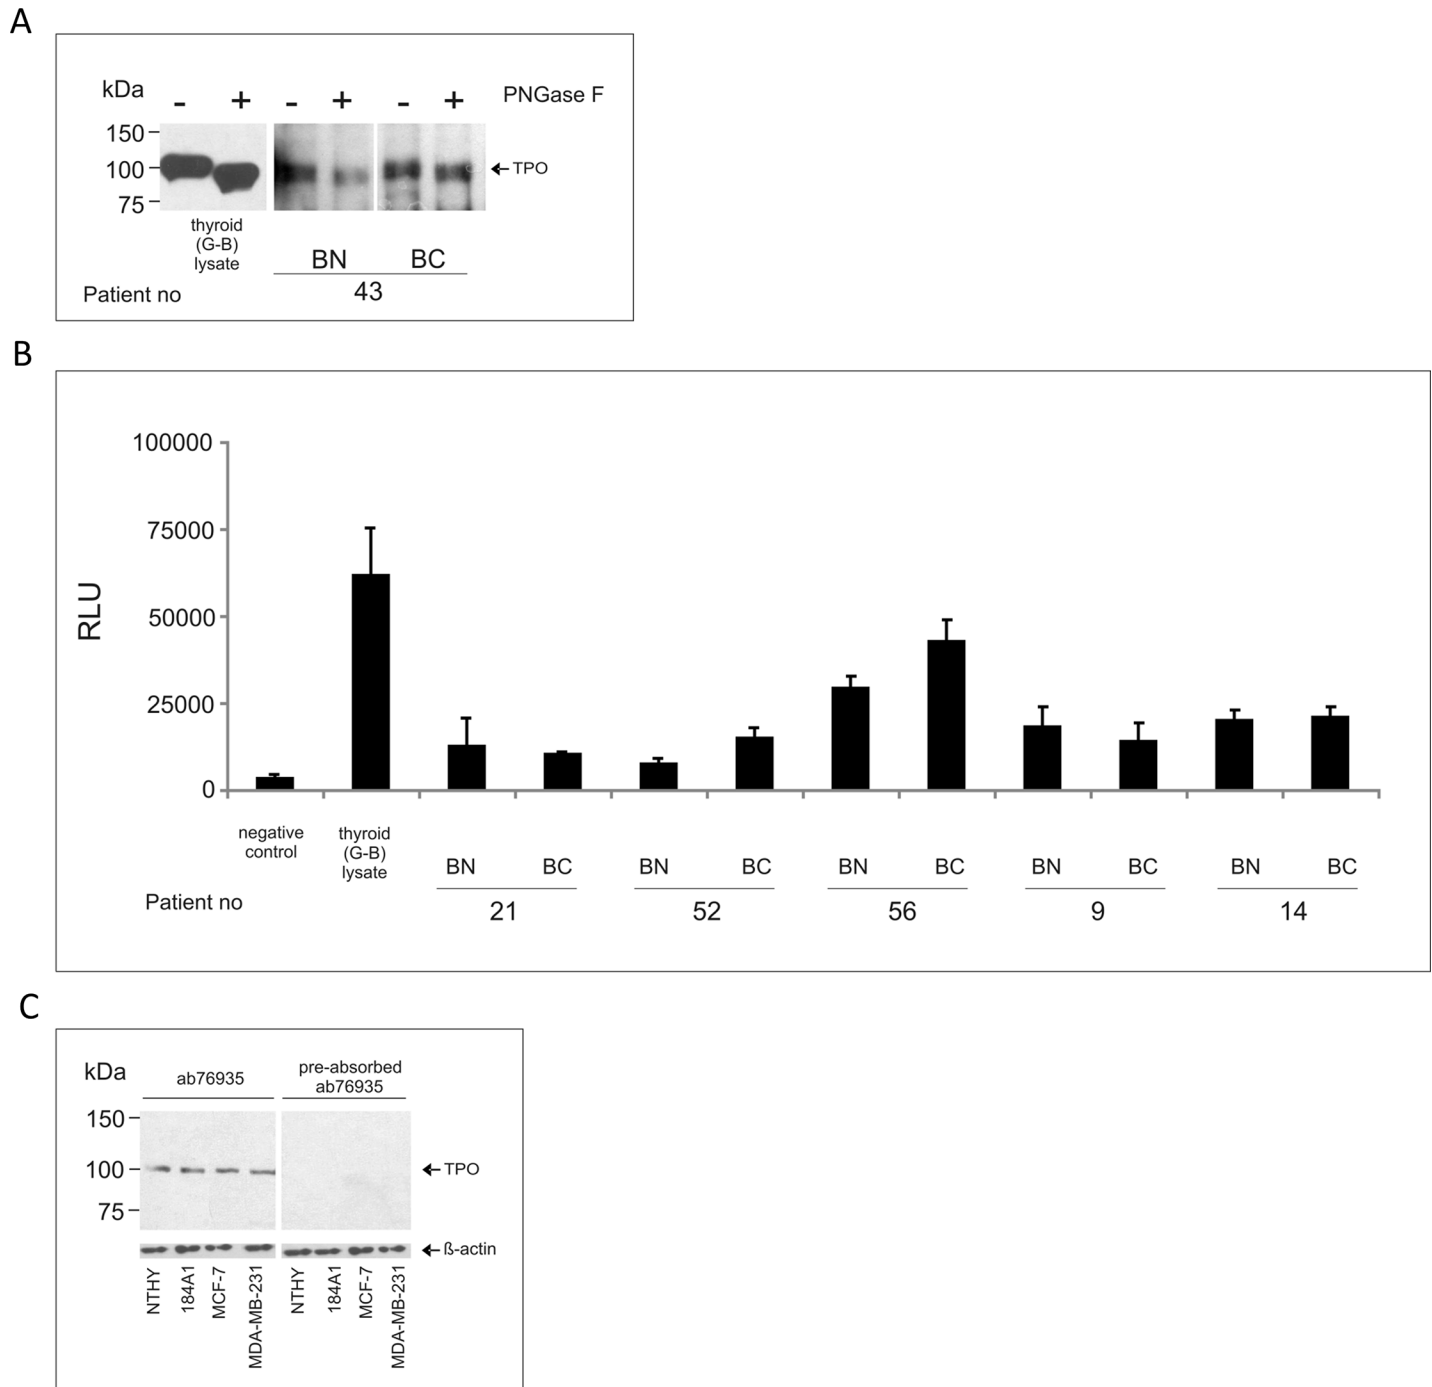 A
kDa
- + - + - + PNGase F
150
100
75
TPO
thyroid
(G-B)
lysate
BN BC
Patient no 43
B
RLU
100000
75000
50000
25000
0
negative
control
thyroid
(G-B)
lysate
BN BC BN BC BN BC BN BC BN BC
Patient no 21 52 56 9 14
C
kDa
ab76935
pre-absorbed
ab76935
150
100
75
TPO
ß-actin
NTHY
184A1
MCF-7
MDA-MB-231
NTHY
184A1
MCF-7
MDA-MB-231